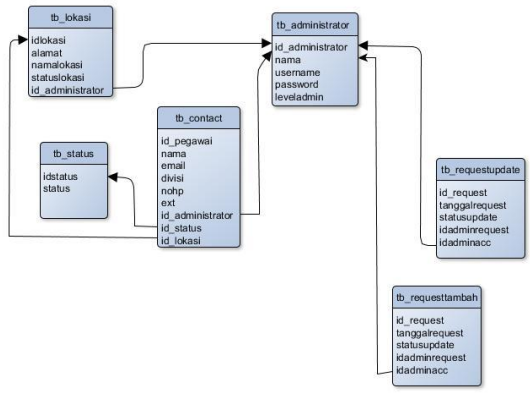 tb_lokasi
idlokasi
alamat
namalokasi
statuslokasi
id_administrator
tb_administrator
id_administrator
nama
username
password
leveladmin
tb_contact
id_pegawai
nama
email
divisi
nohp
ext
id_administrator
id_status
id_lokasi
tb_status
idstatus
status
tb_requestupdate
id_request
tanggalrequest
statusupdate
idadminrequest
idadminacc
tb_requesttambah
id_request
tanggalrequest
statusupdate
idadminrequest
idadminacc